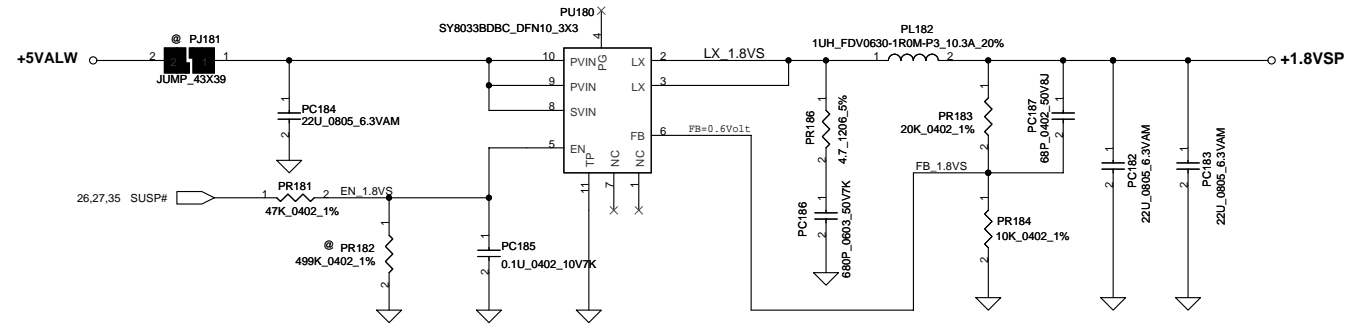 PU180
SY8033BDBC_DFN10_3X3
+5VALW
@ PJ181
2 2 1 1
JUMP_43X39
PC184
22U_0805_6.3VAM
1
2
4
PG
10 PVIN
9 PVIN
8 SVIN
5 EN
TP
11
NC
7
NC
1
LX 2
LX 3
FB 6
LX_1.8VS
FB=0.6Volt
PL182
1UH_FDV0630-1R0M-P3_10.3A_20%
1 2
+1.8VSP
PR186
4.7_1206_5%
1
2
PC186
680P_0603_50V7K
1
2
PR183
20K_0402_1%
1
2
PC187
68P_0402_50V8J
1
2
FB_1.8VS
PR184
10K_0402_1%
1
2
PC182
22U_0805_6.3VAM
1
2
PC183
22U_0805_6.3VAM
1
2
26,27,35 SUSP#
PR181
1 2
47K_0402_1%
EN_1.8VS
@ PR182
499K_0402_1%
1
2
PC185
0.1U_0402_10V7K
1
2